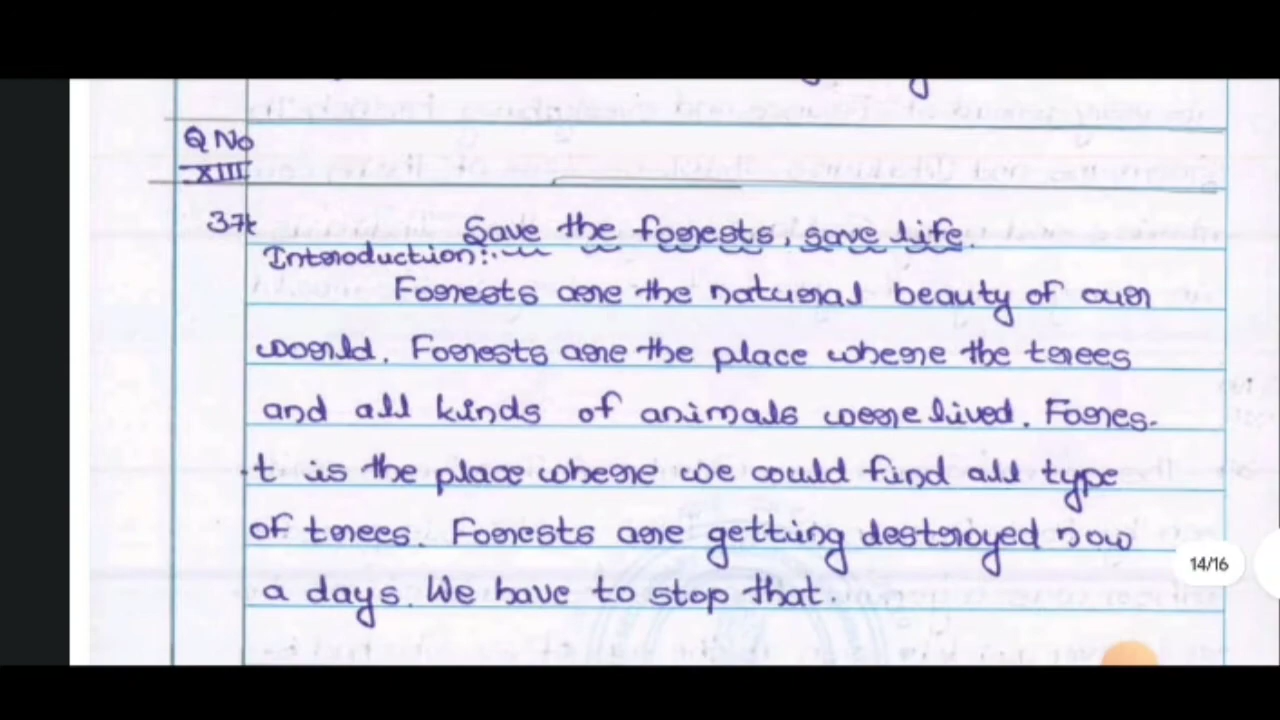 Q No
XIII
37k
Save the forests, save life.
Introduction:-
Forests are the natural beauty of our
world. Forests are the place where the trees
and all kinds of animals were lived. Fores-
t is the place where we could find all type
of trees. Forests are getting destroyed now
a days. We have to stop that.
14/16